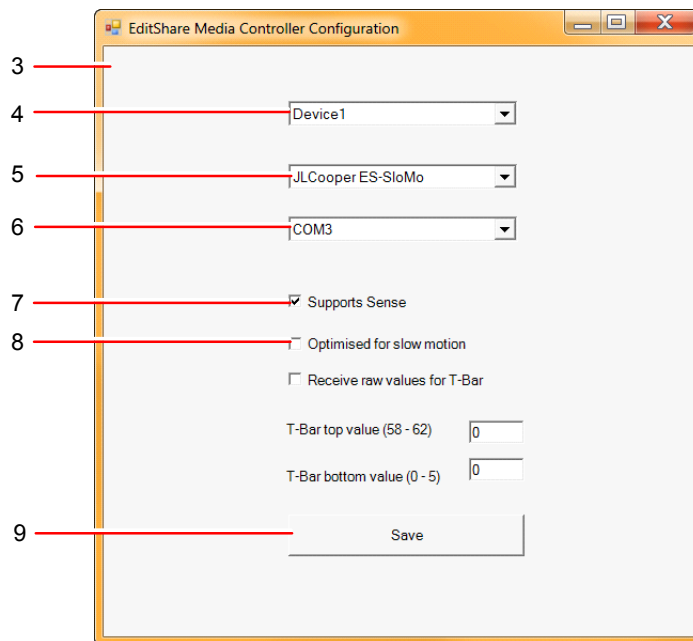 EditShare Media Controller Configuration
3
4 Device1
5 JLCooper ES-SloMo
6 COM3
7 Supports Sense
8 Optimised for slow motion
Receive raw values for T-Bar
T-Bar top value (58 - 62) 0
T-Bar bottom value (0 - 5) 0
9 Save